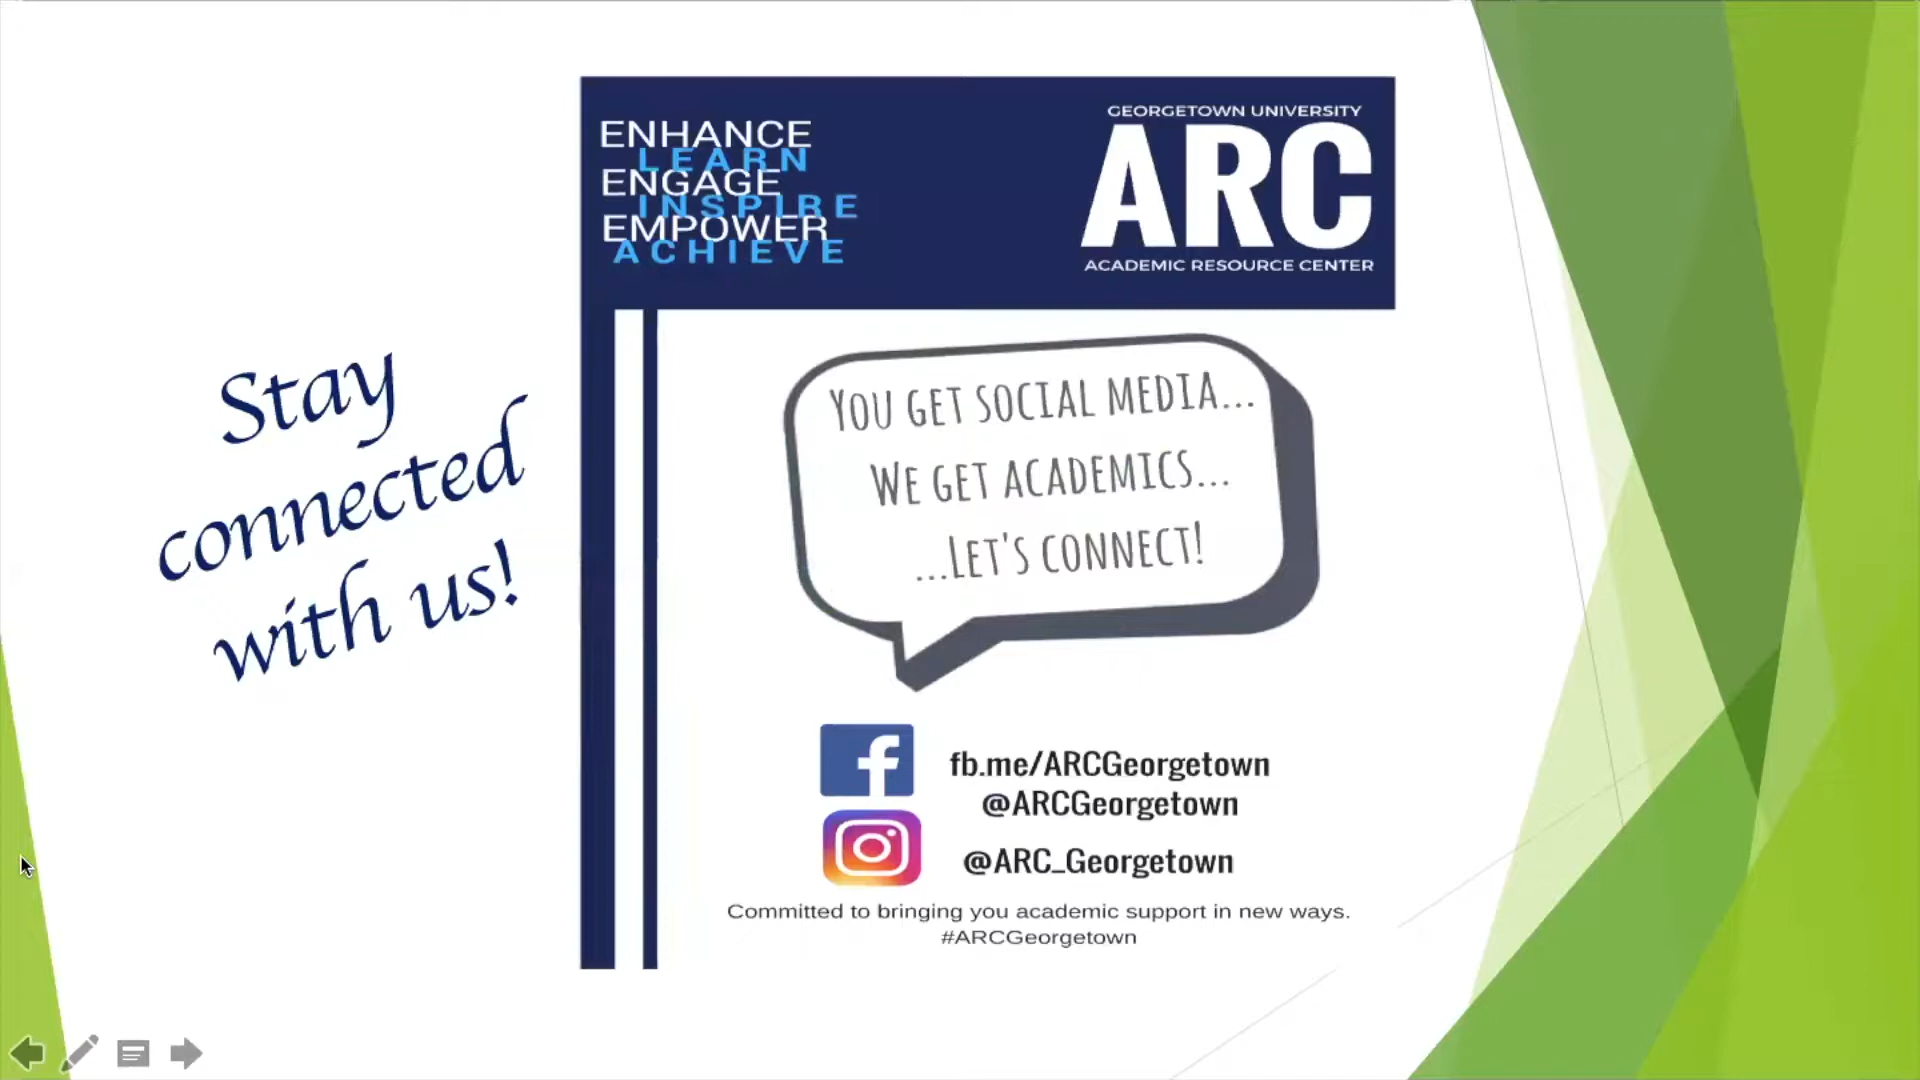 Stay
connected
with us!
ENHANCE
LEARN
ENGAGE
INSPIRE
EMPOWER
ACHIEVE
GEORGETOWN UNIVERSITY
ARC
ACADEMIC RESOURCE CENTER
YOU GET SOCIAL MEDIA...
WE GET ACADEMICS...
...LET'S CONNECT!
fb.me/ARCGeorgetown
@ARCGeorgetown
@ARC_Georgetown
Committed to bringing you academic support in new ways.
#ARCGeorgetown